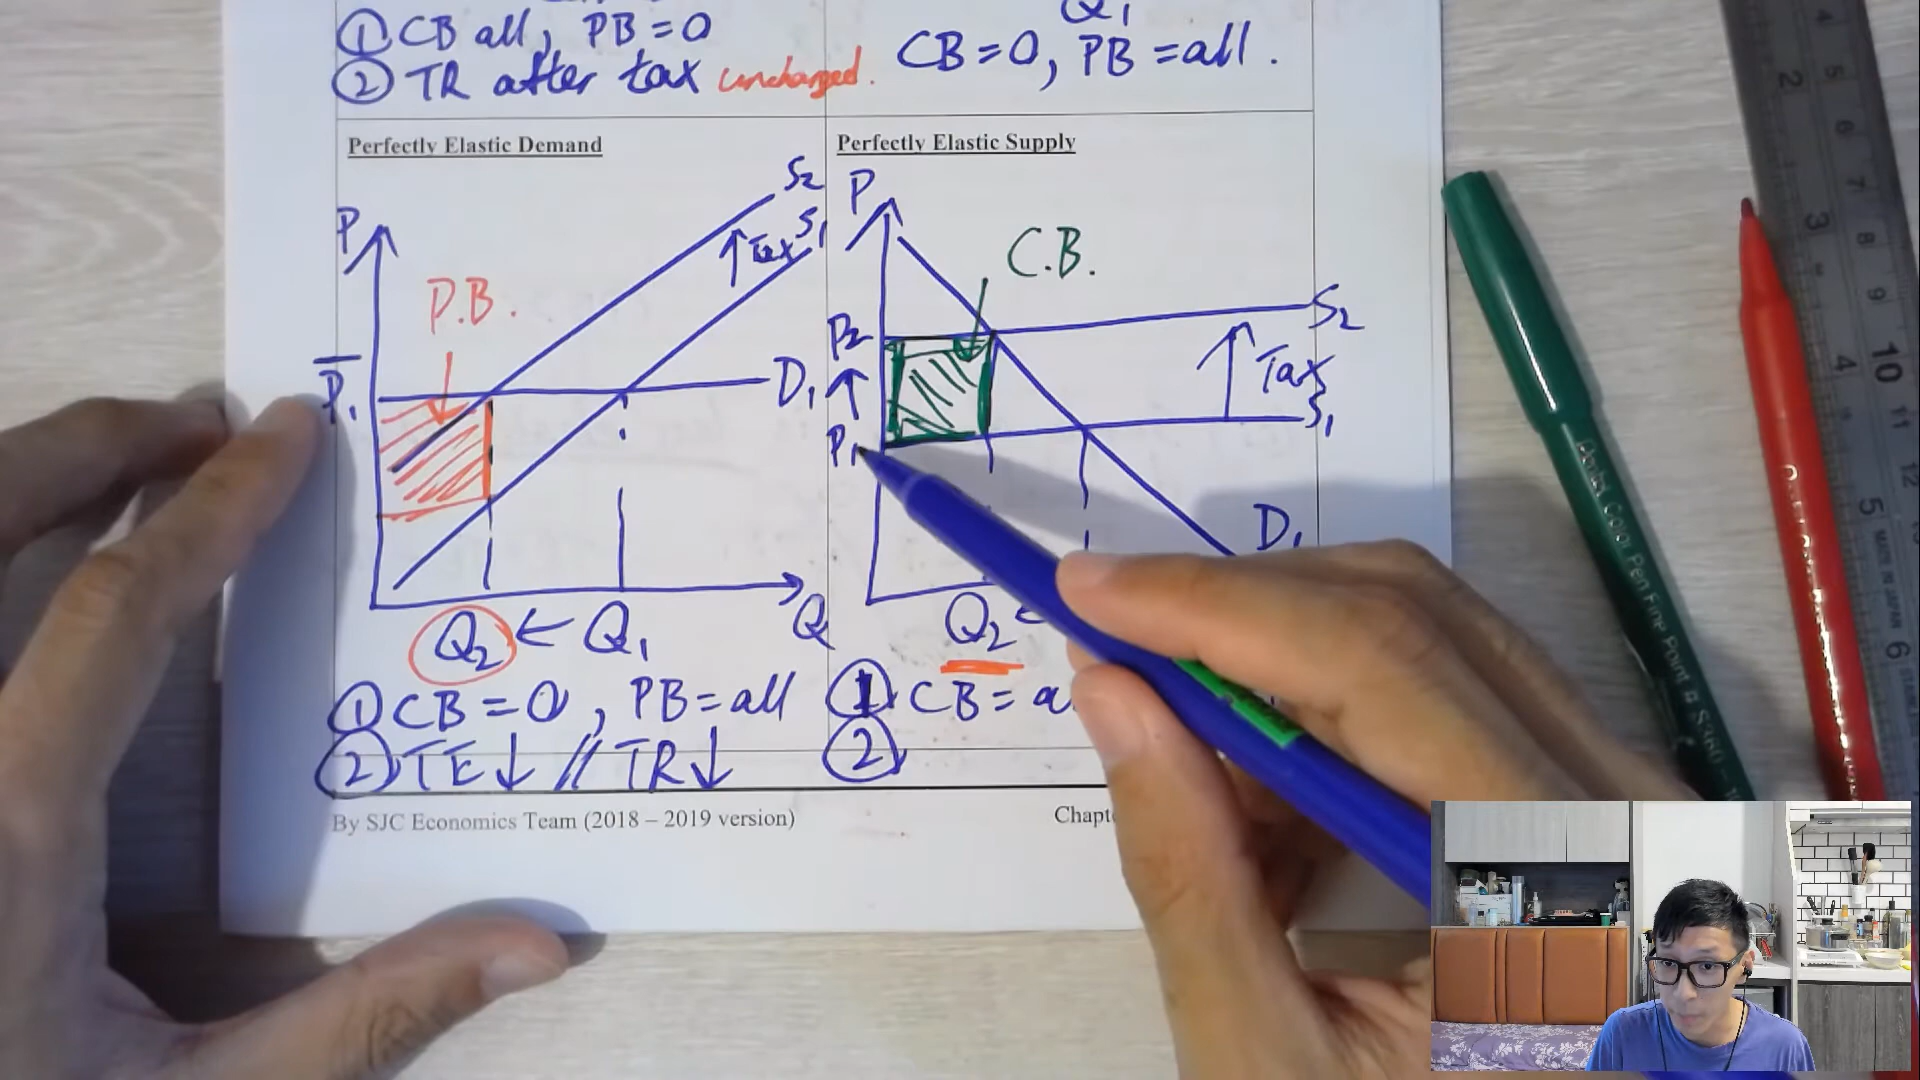 ① CB all, PB = 0
② TR after tax unchanged.
Q1
CB = 0, PB = all.
Perfectly Elastic Demand
S2
P
Tax
S1
P.B.
P1
D1
Q2 ← Q1
Q
① CB = 0, PB = all
② TE↓ // TR↓
Perfectly Elastic Supply
P
C.B.
S2
P2
Tax
S1
P1
D1
Q2 ←
① CB = a
②
By SJC Economics Team (2018 – 2019 version)
Chapt